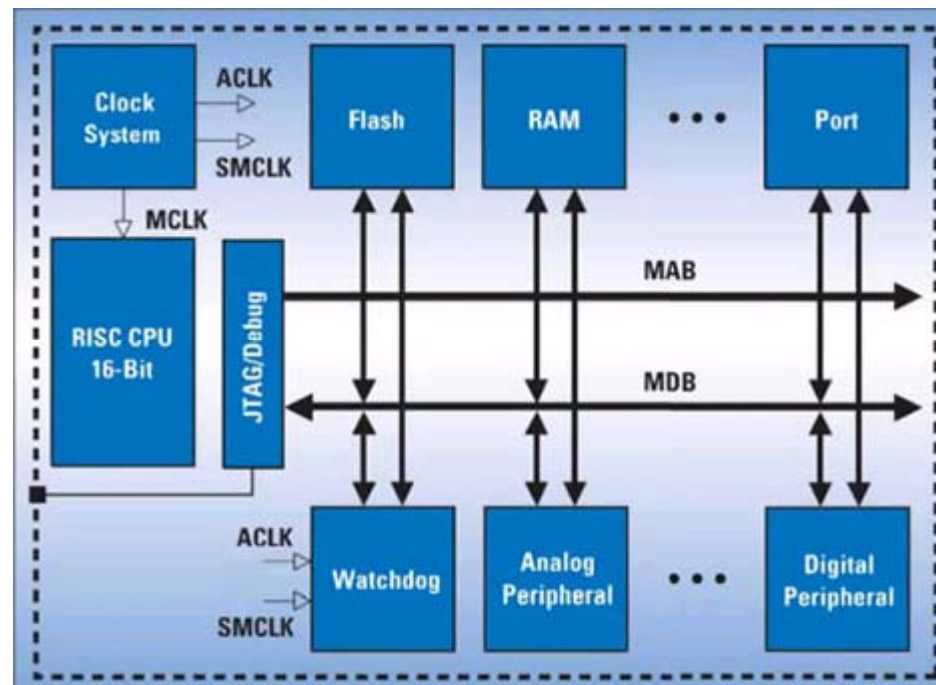 Clock
System
ACLK
SMCLK
Flash
RAM
Port
MCLK
RISC CPU
16-Bit
JTAG/Debug
MAB
MDB
ACLK
SMCLK
Watchdog
Analog
Peripheral
Digital
Peripheral